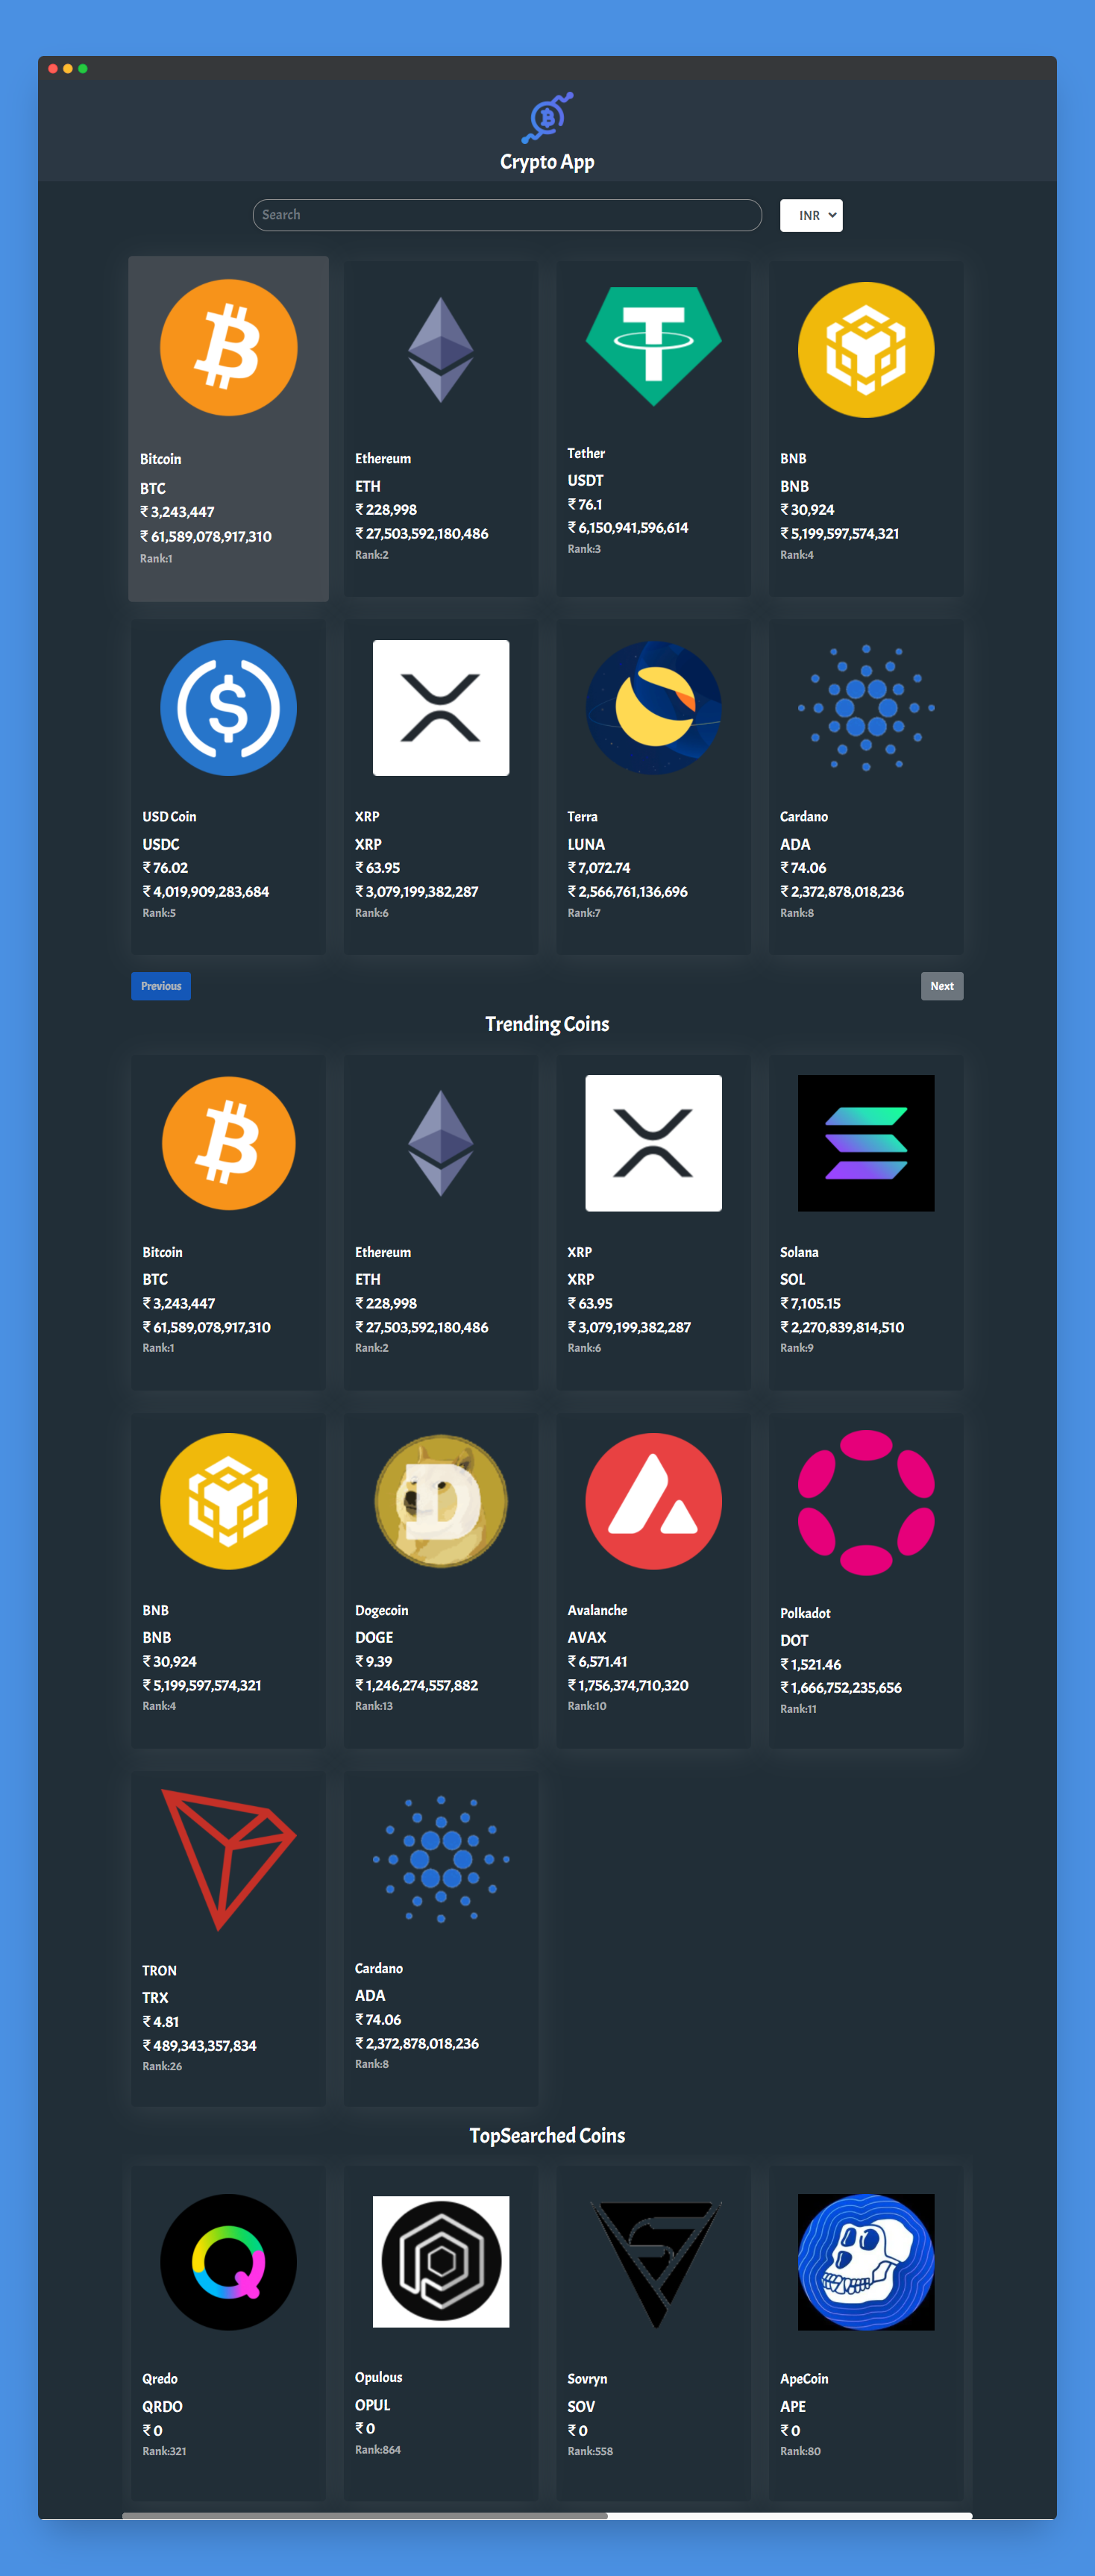 Crypto App
Search
INR
Bitcoin
BTC
₹ 3,243,447
₹ 61,589,078,917,310
Rank:1
Ethereum
ETH
₹ 228,998
₹ 27,503,592,180,486
Rank:2
Tether
USDT
₹ 76.1
₹ 6,150,941,596,614
Rank:3
BNB
BNB
₹ 30,924
₹ 5,199,597,574,321
Rank:4
USD Coin
USDC
₹ 76.02
₹ 4,019,909,283,684
Rank:5
XRP
XRP
₹ 63.95
₹ 3,079,199,382,287
Rank:6
Terra
LUNA
₹ 7,072.74
₹ 2,566,761,136,696
Rank:7
Cardano
ADA
₹ 74.06
₹ 2,372,878,018,236
Rank:8
Previous
Next
Trending Coins
Bitcoin
BTC
₹ 3,243,447
₹ 61,589,078,917,310
Rank:1
Ethereum
ETH
₹ 228,998
₹ 27,503,592,180,486
Rank:2
XRP
XRP
₹ 63.95
₹ 3,079,199,382,287
Rank:6
Solana
SOL
₹ 7,105.15
₹ 2,270,839,814,510
Rank:9
BNB
BNB
₹ 30,924
₹ 5,199,597,574,321
Rank:4
Dogecoin
DOGE
₹ 9.39
₹ 1,246,274,557,882
Rank:13
Avalanche
AVAX
₹ 6,571.41
₹ 1,756,374,710,320
Rank:10
Polkadot
DOT
₹ 1,521.46
₹ 1,666,752,235,656
Rank:11
TRON
TRX
₹ 4.81
₹ 489,343,357,834
Rank:26
Cardano
ADA
₹ 74.06
₹ 2,372,878,018,236
Rank:8
TopSearched Coins
Qredo
QRDO
₹ 0
Rank:321
Opulous
OPUL
₹ 0
Rank:864
Sovryn
SOV
₹ 0
Rank:558
ApeCoin
APE
₹ 0
Rank:80